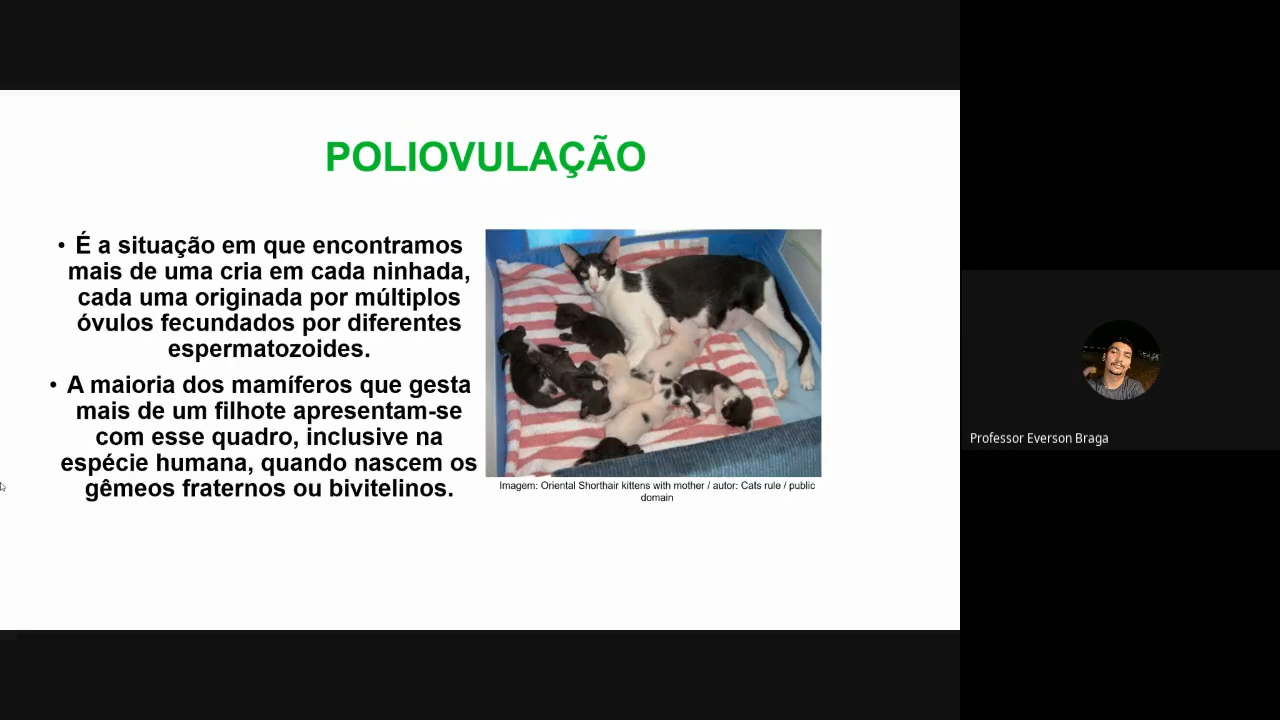 POLIOVULAÇÃO
• É a situação em que encontramos
mais de uma cria em cada ninhada,
cada uma originada por múltiplos
óvulos fecundados por diferentes
espermatozoides.
• A maioria dos mamíferos que gesta
mais de um filhote apresentam-se
com esse quadro, inclusive na
espécie humana, quando nascem os
gêmeos fraternos ou bivitelinos.
Imagem: Oriental Shorthair kittens with mother / autor: Cats rule / public
domain
Professor Everson Braga